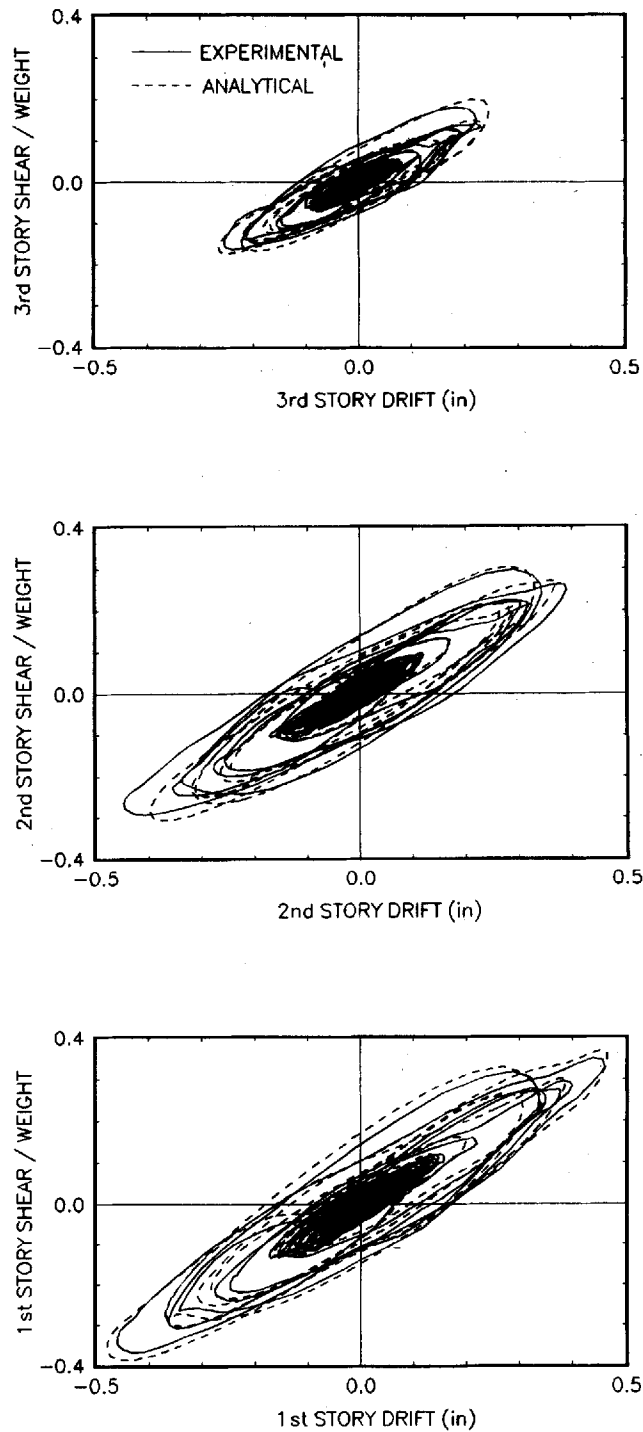 0.4
EXPERIMENTAL
ANALYTICAL
3rd STORY SHEAR / WEIGHT
0.0
−0.4
−0.5
0.0
0.5
3rd STORY DRIFT (in)
0.4
2nd STORY SHEAR / WEIGHT
0.0
−0.4
−0.5
0.0
0.5
2nd STORY DRIFT (in)
0.4
1st STORY SHEAR / WEIGHT
0.0
−0.4
−0.5
0.0
0.5
1st STORY DRIFT (in)